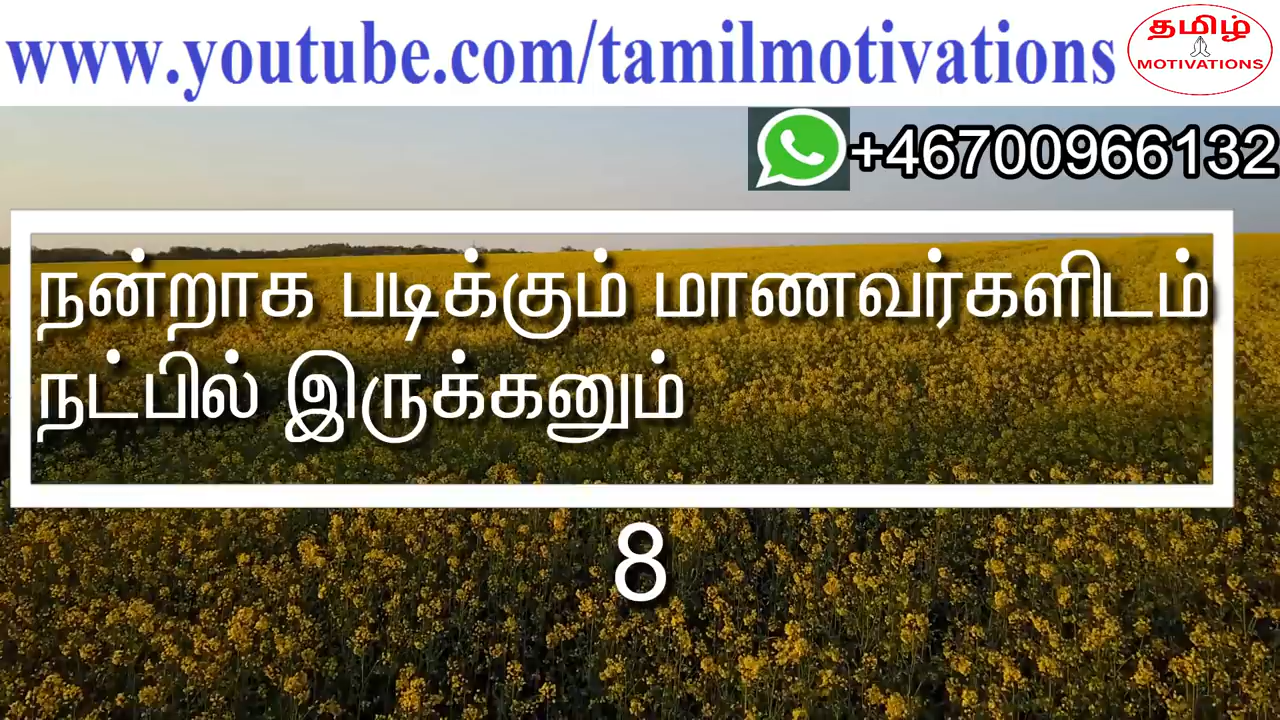 www.youtube.com/tamilmotivations
தமிழ்
MOTIVATIONS
+46700966132
நன்றாக படிக்கும் மாணவர்களிடம்
நட்பில் இருக்கனும்
8